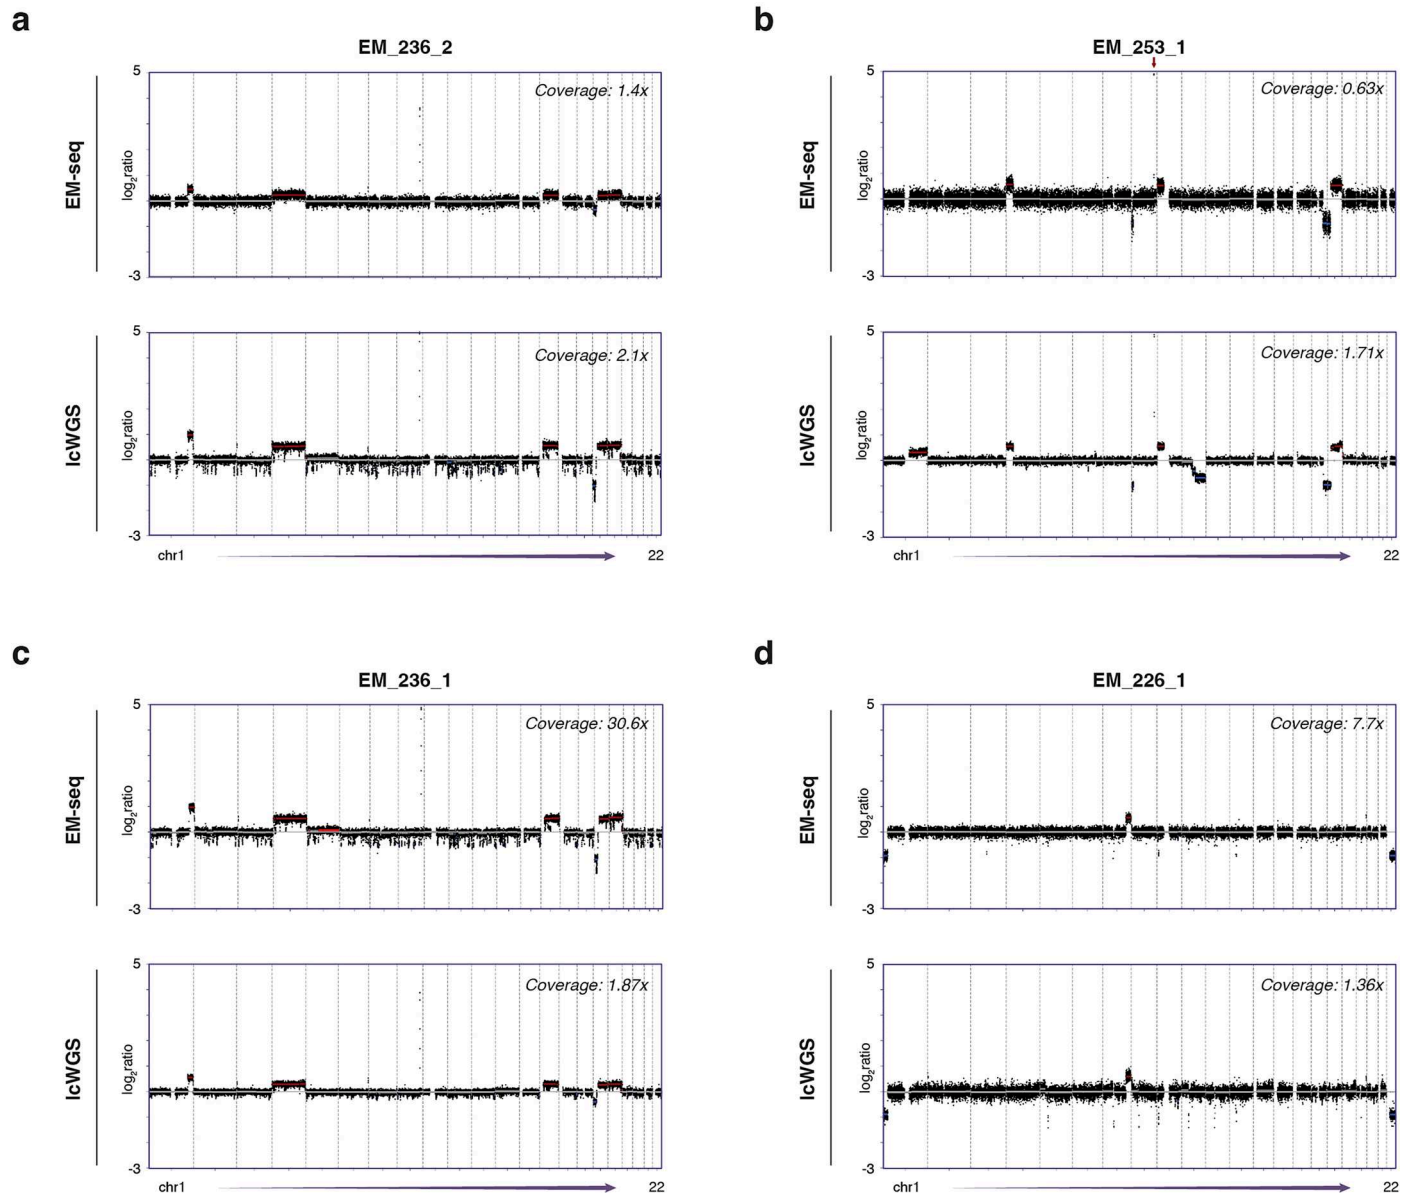 a
EM_236_2
EM-seq
log2ratio
5
-3
Coverage: 1.4x
lcWGS
log2ratio
5
-3
Coverage: 2.1x
chr1
22
b
EM_253_1
EM-seq
log2ratio
5
-3
Coverage: 0.63x
lcWGS
log2ratio
5
-3
Coverage: 1.71x
chr1
22
c
EM_236_1
EM-seq
log2ratio
5
-3
Coverage: 30.6x
lcWGS
log2ratio
5
-3
Coverage: 1.87x
chr1
22
d
EM_226_1
EM-seq
log2ratio
5
-3
Coverage: 7.7x
lcWGS
log2ratio
5
-3
Coverage: 1.36x
chr1
22